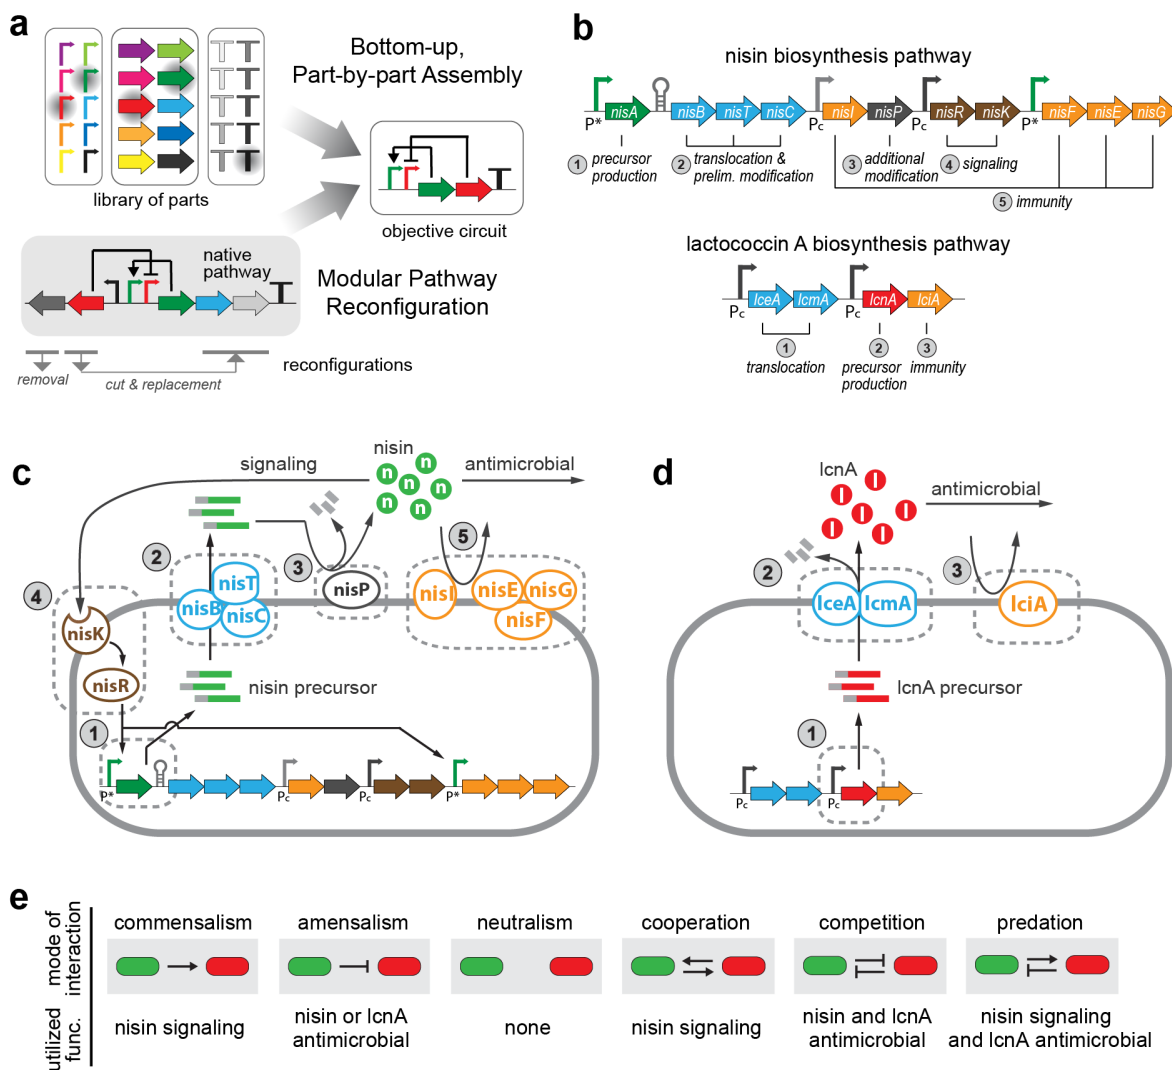 a
Bottom-up,
Part-by-part Assembly
library of parts
objective circuit
native
pathway
Modular Pathway
Reconfiguration
reconfigurations
removal
cut & replacement
b
nisin biosynthesis pathway
nisA
nisB
nisT
nisC
nisI
nisP
nisR
nisK
nisF
nisE
nisG
P*
Pc
Pc
P*
1 precursur
production
2 translocation &
prelim. modification
3 additional
modification
4 signaling
5 immunity
lactococcin A biosynthesis pathway
lceA
lcmA
lcnA
lciA
Pc
Pc
1
translocation
2
precursor
production
3
immunity
c
nisin
signaling
antimicrobial
n
n
n
n
n
n
2
3
5
4
nisT
nisB
nisC
nisP
nisI
nisE
nisG
nisF
nisK
nisR
nisin precursor
1
P*
Pc
Pc
P*
d
lcnA
antimicrobial
l
l
l
l
l
2
3
lceA
lcmA
lciA
lcnA precursor
1
Pc
Pc
e
mode of
interaction
commensalism
amensalism
neutralism
cooperation
competition
predation
utilized
func.
nisin signaling
nisin or lcnA
antimicrobial
none
nisin signaling
nisin and lcnA
antimicrobial
nisin signaling
and lcnA antimicrobial